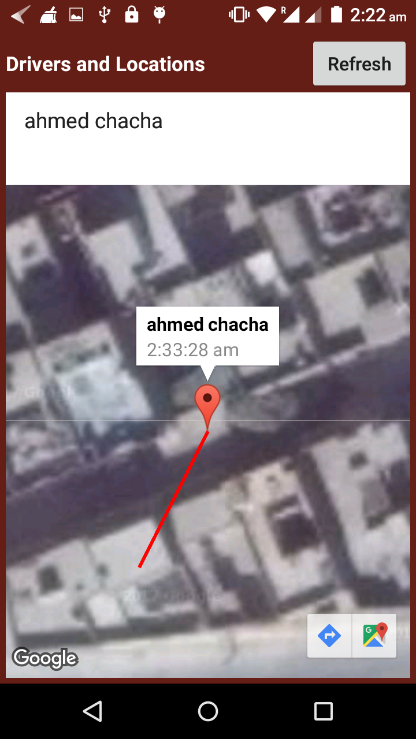 R
2:22 am
Drivers and Locations
Refresh
ahmed chacha
ahmed chacha
2:33:28 am
Google
G